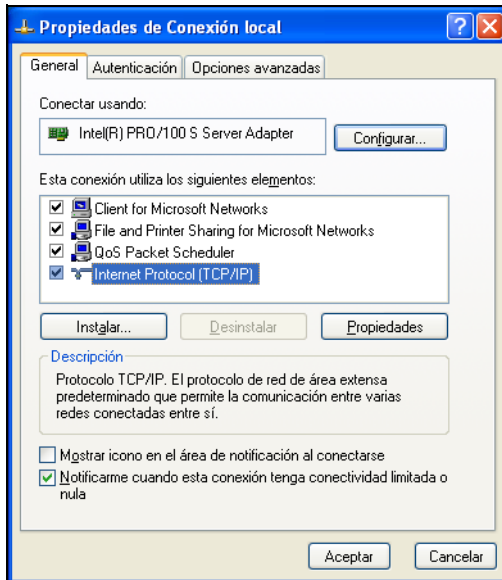 Propiedades de Conexión local
General Autenticación Opciones avanzadas
Conectar usando:
Intel(R) PRO/100 S Server Adapter
Configurar...
Esta conexión utiliza los siguientes elementos:
Client for Microsoft Networks
File and Printer Sharing for Microsoft Networks
QoS Packet Scheduler
Internet Protocol (TCP/IP)
Instalar... Desinstalar Propiedades
Descripción
Protocolo TCP/IP. El protocolo de red de área extensa
predeterminado que permite la comunicación entre varias
redes conectadas entre sí.
Mostrar icono en el área de notificación al conectarse
Notificarme cuando esta conexión tenga conectividad limitada o
nula
Aceptar Cancelar